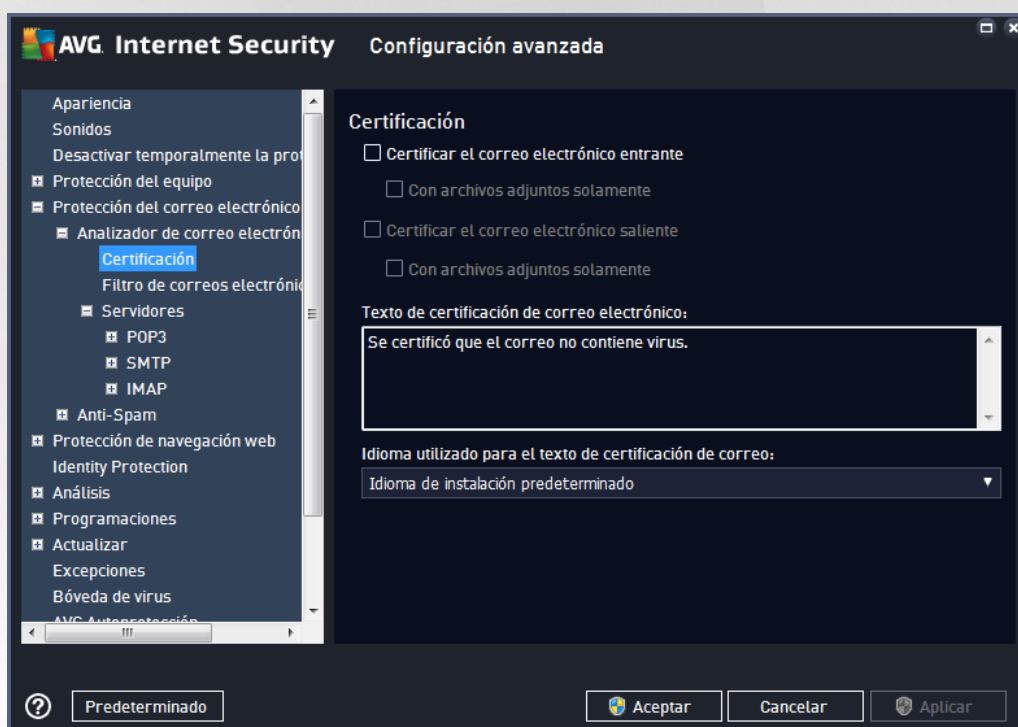 AVG. Internet Security Configuración avanzada
Apariencia
Sonidos
Desactivar temporalmente la prot
Protección del equipo
Protección del correo electrónico
Analizador de correo electrón
Certificación
Filtro de correos electrónic
Servidores
POP3
SMTP
IMAP
Anti-Spam
Protección de navegación web
Identity Protection
Análisis
Programaciones
Actualizar
Excepciones
Bóveda de virus
AVG Autoprotección
Certificación
Certificar el correo electrónico entrante
Con archivos adjuntos solamente
Certificar el correo electrónico saliente
Con archivos adjuntos solamente
Texto de certificación de correo electrónico:
Se certificó que el correo no contiene virus.
Idioma utilizado para el texto de certificación de correo:
Idioma de instalación predeterminado
Predeterminado
Aceptar
Cancelar
Aplicar